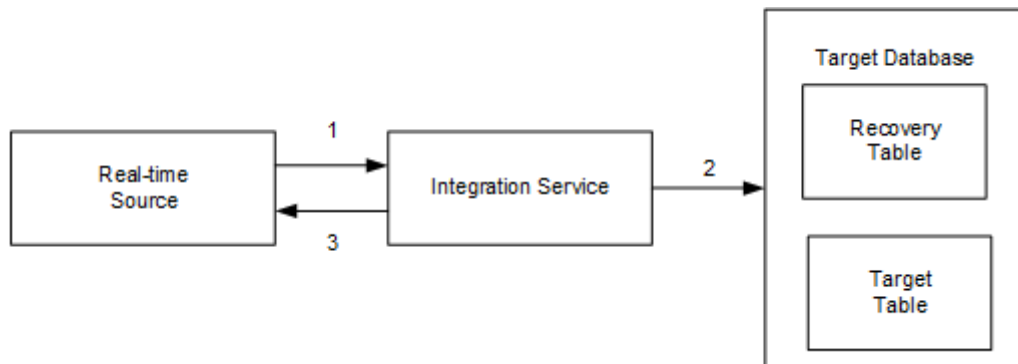 Target Database
Recovery
Table
1
Real-time
Source
Integration Service
2
3
Target
Table